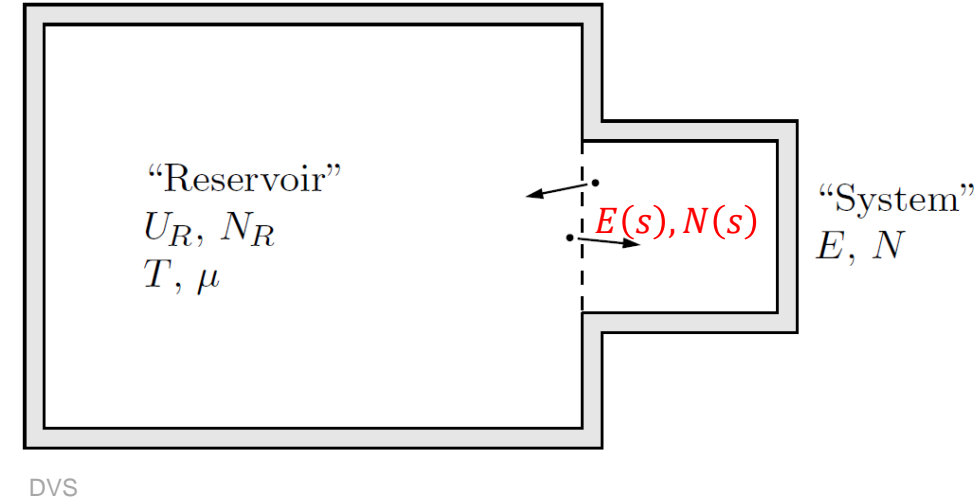 “Reservoir”
U_R, N_R
T, μ
E(s), N(s)
“System”
E, N
DVS